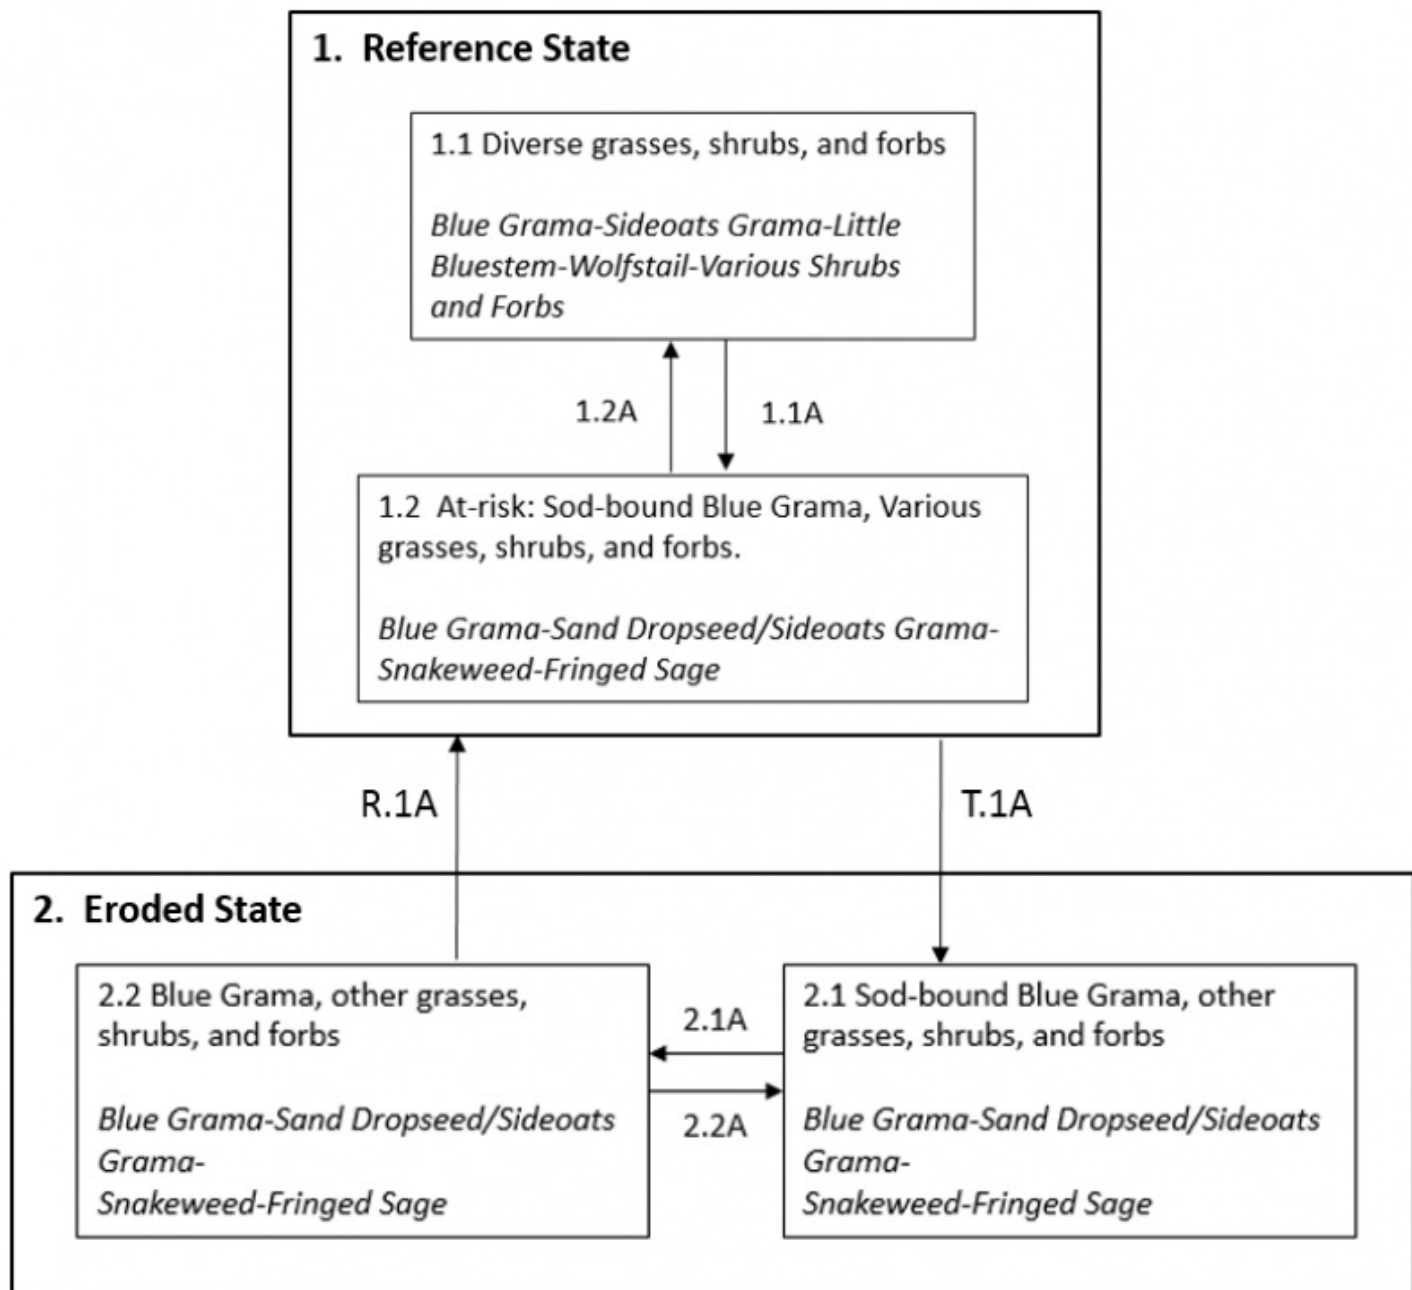 1. Reference State
1.1 Diverse grasses, shrubs, and forbs
Blue Grama-Sideoats Grama-Little
Bluestem-Wolfstail-Various Shrubs
and Forbs
1.2A
1.1A
1.2 At-risk: Sod-bound Blue Grama, Various
grasses, shrubs, and forbs.
Blue Grama-Sand Dropseed/Sideoats Grama-
Snakeweed-Fringed Sage
R.1A
T.1A
2. Eroded State
2.2 Blue Grama, other grasses,
shrubs, and forbs
Blue Grama-Sand Dropseed/Sideoats
Grama-
Snakeweed-Fringed Sage
2.1A
2.2A
2.1 Sod-bound Blue Grama, other
grasses, shrubs, and forbs
Blue Grama-Sand Dropseed/Sideoats
Grama-
Snakeweed-Fringed Sage